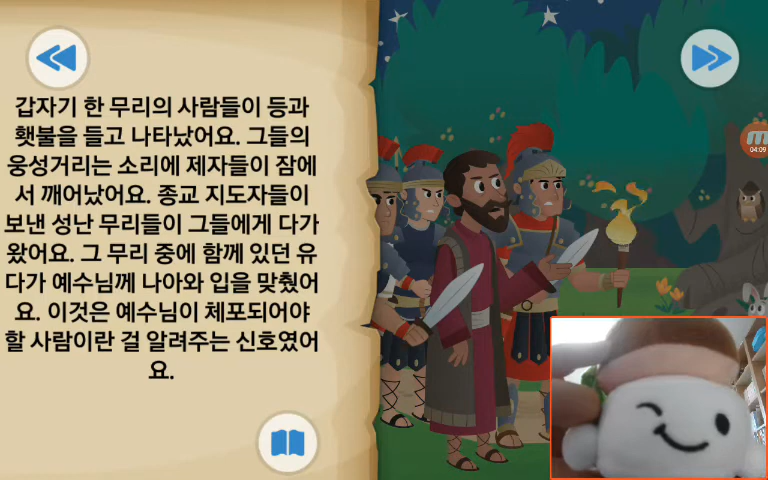 갑자기 한 무리의 사람들이 등과
횃불을 들고 나타났어요. 그들의
웅성거리는 소리에 제자들이 잠에
서 깨어났어요. 종교 지도자들이
보낸 성난 무리들이 그들에게 다가
왔어요. 그 무리 중에 함께 있던 유
다가 예수님께 나아와 입을 맞췄어
요. 이것은 예수님이 체포되어야
할 사람이란 걸 알려주는 신호였어
요.
04:09